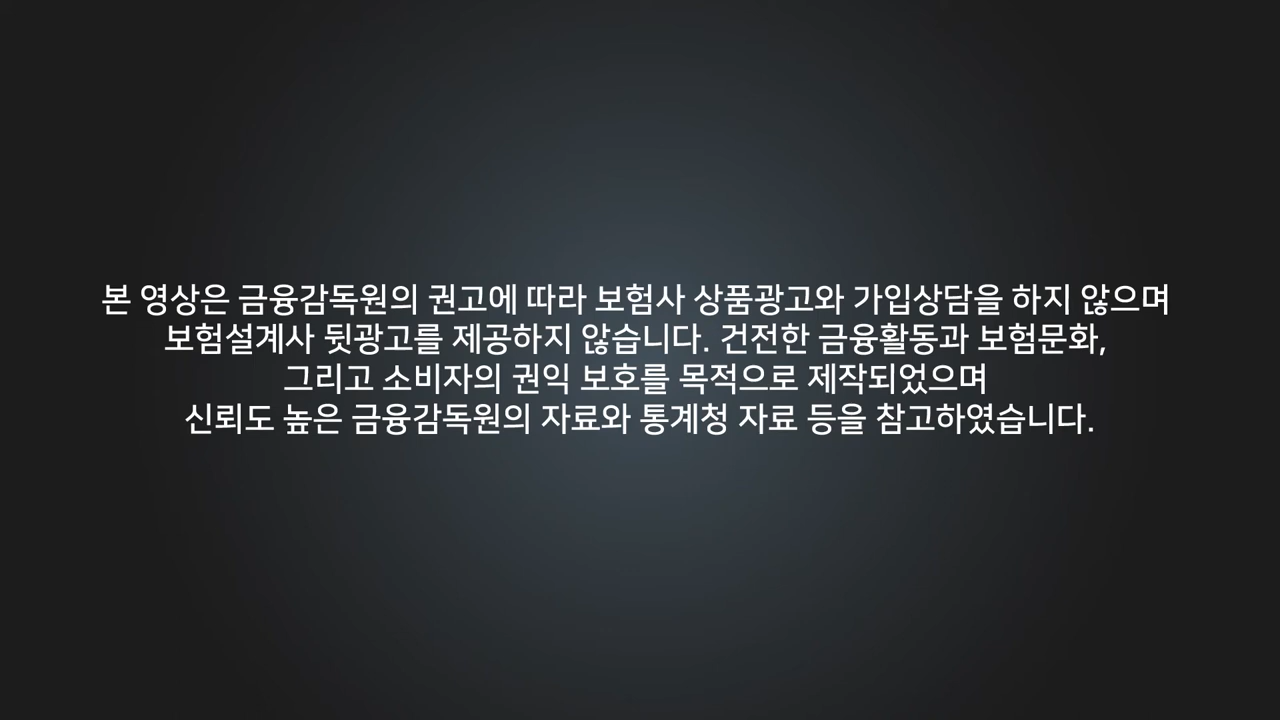 본 영상은 금융감독원의 권고에 따라 보험사 상품광고와 가입상담을 하지 않으며
보험설계사 뒷광고를 제공하지 않습니다. 건전한 금융활동과 보험문화,
그리고 소비자의 권익 보호를 목적으로 제작되었으며
신뢰도 높은 금융감독원의 자료와 통계청 자료 등을 참고하였습니다.